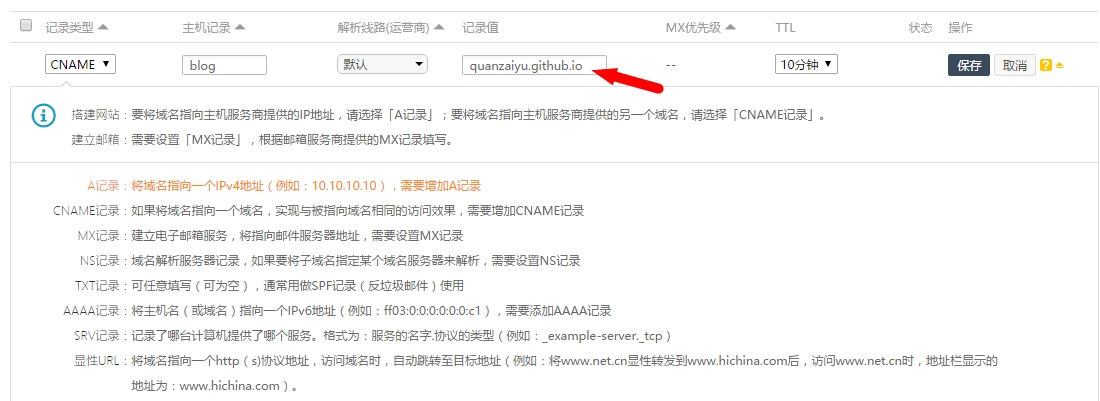 记录类型 主机记录 解析线路(运营商) 记录值 MX优先级 TTL 状态 操作
CNAME blog 默认 quanzaiyu.github.io -- 10分钟 保存 取消 ?
搭建网站：要将域名指向主机服务商提供的IP地址，请选择「A记录」；要将域名指向主机服务商提供的另一个域名，请选择「CNAME记录」。
建立邮箱：需要设置「MX记录」，根据邮箱服务商提供的MX记录填写。
A记录：将域名指向一个IPv4地址（例如：10.10.10.10），需要增加A记录
CNAME记录：如果将域名指向一个域名，实现与被指向域名相同的访问效果，需要增加CNAME记录
MX记录：建立电子邮箱服务，将指向邮件服务器地址，需要设置MX记录
NS记录：域名解析服务器记录，如果要将子域名指定某个域名服务器来解析，需要设置NS记录
TXT记录：可任意填写（可为空），通常用做SPF记录（反垃圾邮件）使用
AAAA记录：将主机名（或域名）指向一个IPv6地址（例如：ff03:0:0:0:0:0:0:c1），需要添加AAAA记录
SRV记录：记录了哪台计算机提供了哪个服务。格式为：服务的名字.协议的类型（例如：_example-server._tcp）
显性URL：将域名指向一个http（s)协议地址，访问域名时，自动跳转至目标地址（例如：将www.net.cn显性转发到www.hichina.com后，访问www.net.cn时，地址栏显示的
地址为：www.hichina.com）。